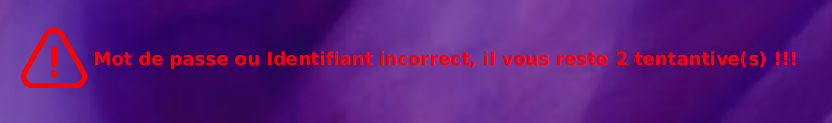 Mot de passe ou Identifiant incorrect, il vous reste 2 tentantive(s) !!!